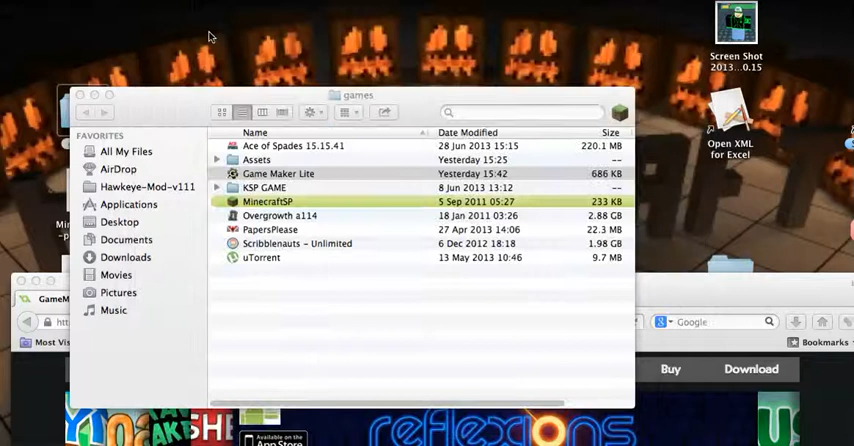 Screen Shot
2013...0.15
games
FAVORITES
All My Files
AirDrop
Hawkeye-Mod-v111
Applications
Desktop
Documents
Downloads
Movies
Pictures
Music
Name Date Modified Size
Ace of Spades 15.15.41 28 Jun 2013 15:15 220.1 MB
Assets Yesterday 15:25 --
Game Maker Lite Yesterday 15:42 686 KB
KSP GAME 8 Jun 2013 13:12 --
MinecraftSP 5 Sep 2011 05:27 233 KB
Overgrowth a114 18 Jan 2011 03:26 2.88 GB
PapersPlease 27 Apr 2013 14:06 22.3 MB
Scribblenauts - Unlimited 6 Dec 2012 18:18 1.98 GB
uTorrent 13 May 2013 10:46 9.7 MB
Open XML
for Excel
GameM
htt
Google
Most Vis
Bookmarks
Buy Download
Available on the
App Store
reflexions